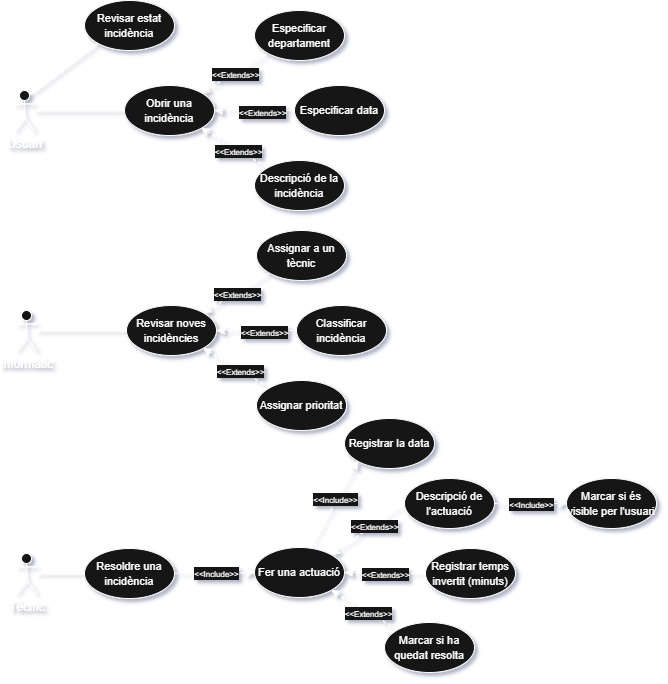 Revisar estat
incidència
Especificar
departament
<<Extends>>
Obrir una
incidència
<<Extends>>
Especificar data
Usuari
<<Extends>>
Descripció de la
incidència
Assignar a un
tècnic
<<Extends>>
Revisar noves
incidències
<<Extends>>
Classificar
incidència
Informàtic
<<Extends>>
Assignar prioritat
Registrar la data
<<Include>>
Descripció de
l'actuació
<<Include>>
Marcar si és
visible per l'usuari
<<Extends>>
Resoldre una
incidència
<<Include>>
Fer una actuació
<<Extends>>
Registrar temps
invertit (minuts)
Tècnic
<<Extends>>
Marcar si ha
quedat resolta